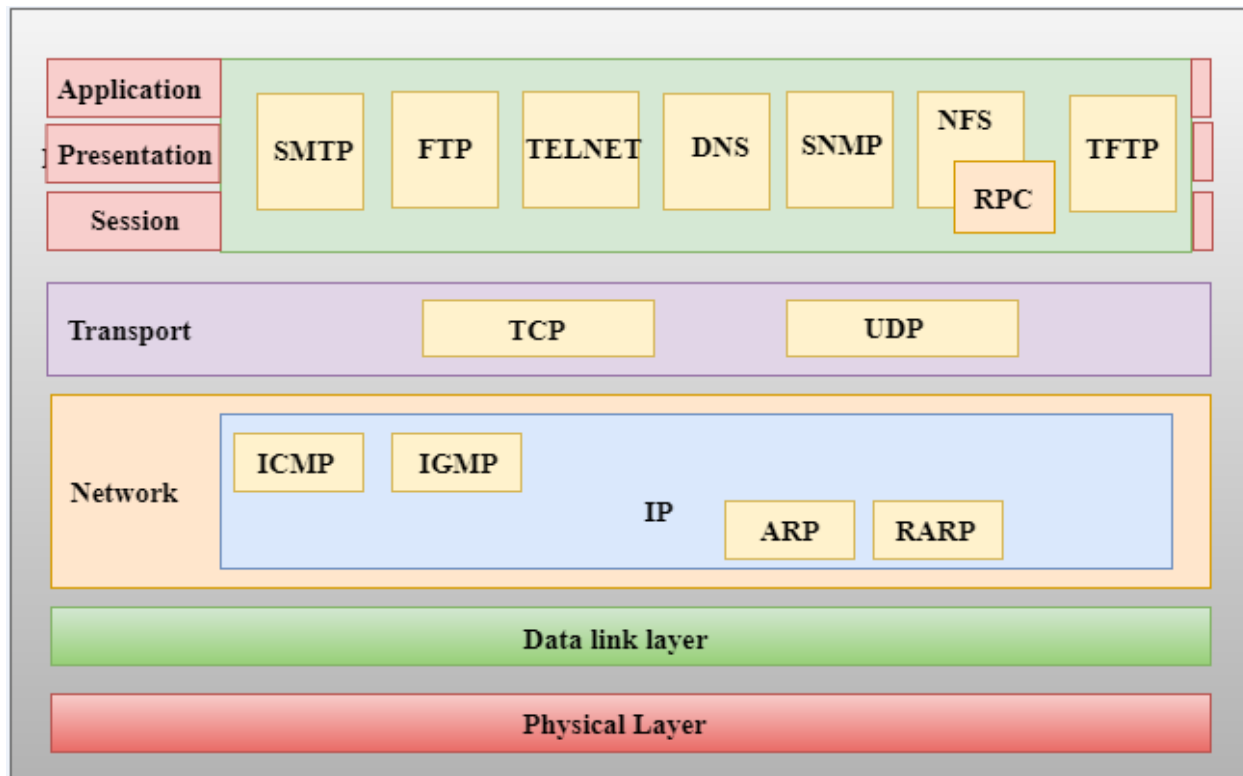 Application
Presentation
Session
SMTP
FTP
TELNET
DNS
SNMP
NFS
RPC
TFTP
Transport
TCP
UDP
Network
ICMP
IGMP
IP
ARP
RARP
Data link layer
Physical Layer